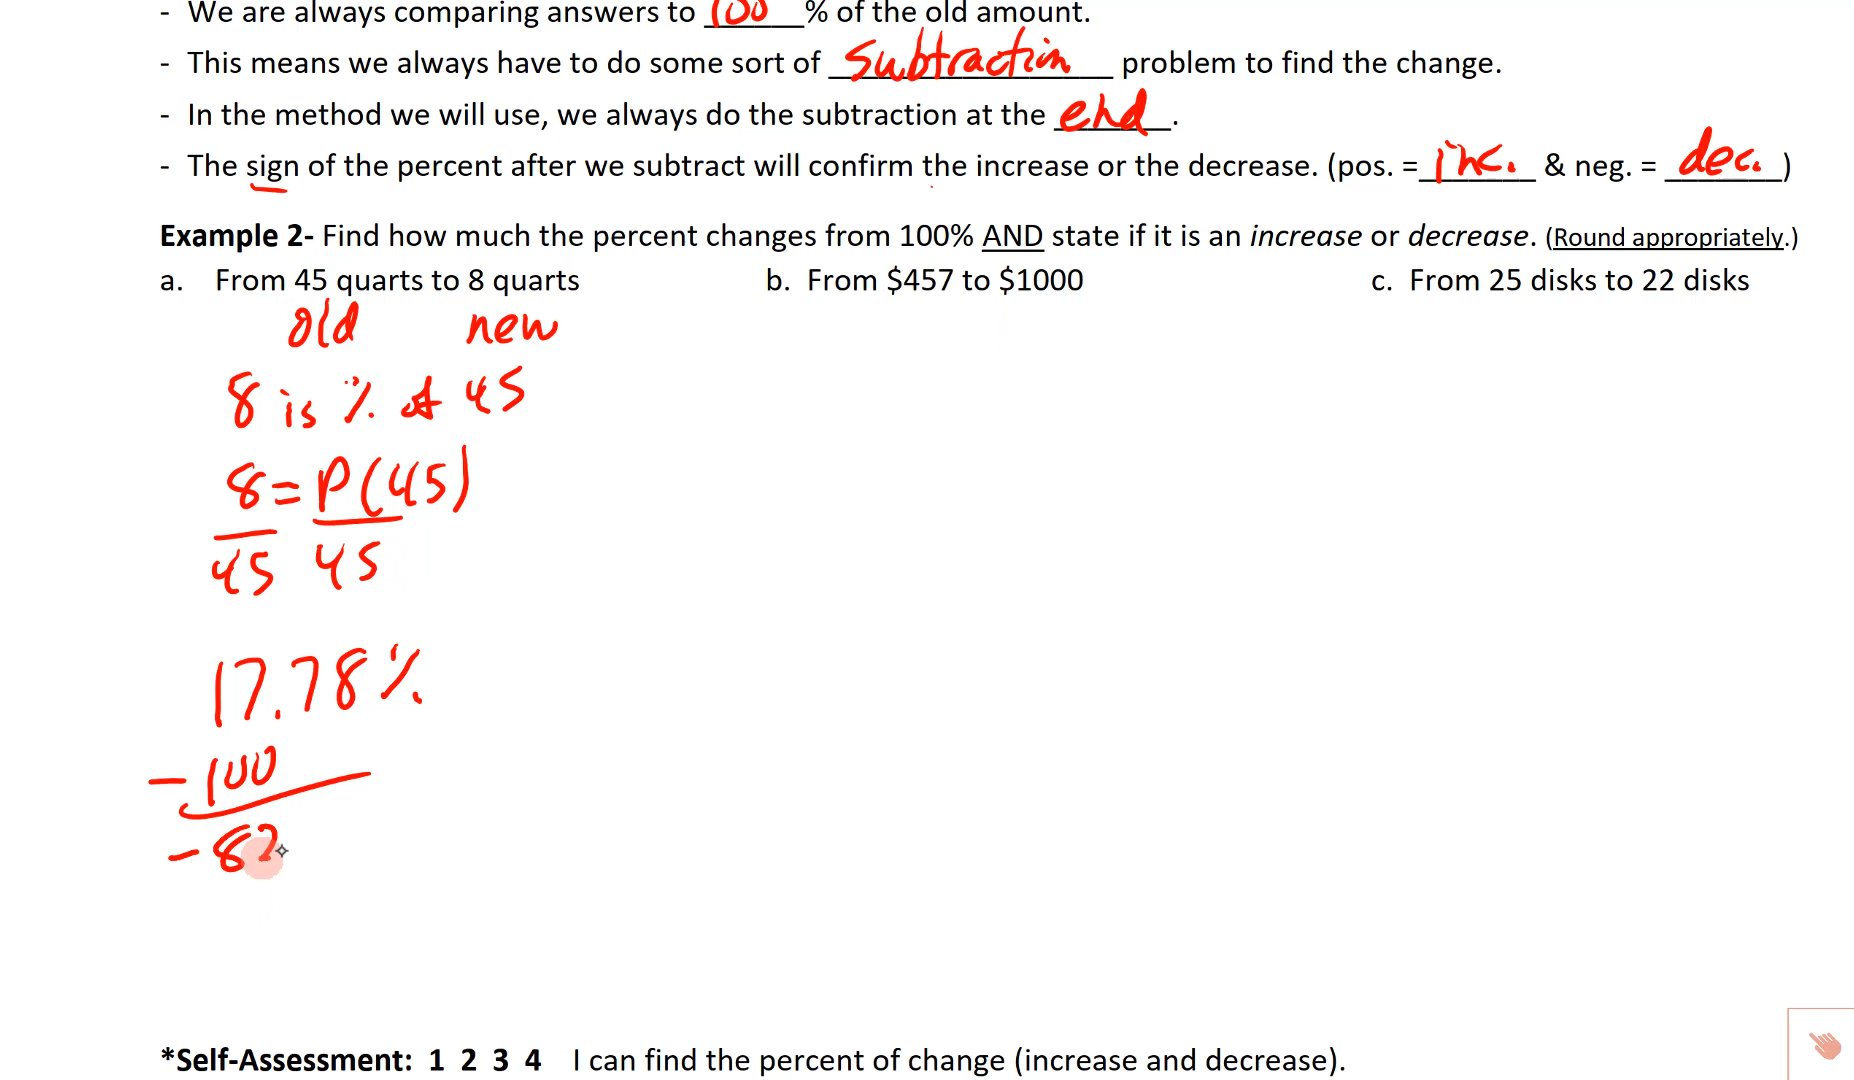 - We are always comparing answers to 100% of the old amount.
- This means we always have to do some sort of subtraction problem to find the change.
- In the method we will use, we always do the subtraction at the end.
- The sign of the percent after we subtract will confirm the increase or the decrease. (pos. = inc. & neg. = dec.)
Example 2- Find how much the percent changes from 100% AND state if it is an increase or decrease. (Round appropriately.)
a. From 45 quarts to 8 quarts b. From $457 to $1000 c. From 25 disks to 22 disks
old new
8 is % of 45
8 = P(45)
45 45
17.78%
- 100
- 82
*Self-Assessment: 1 2 3 4 I can find the percent of change (increase and decrease).